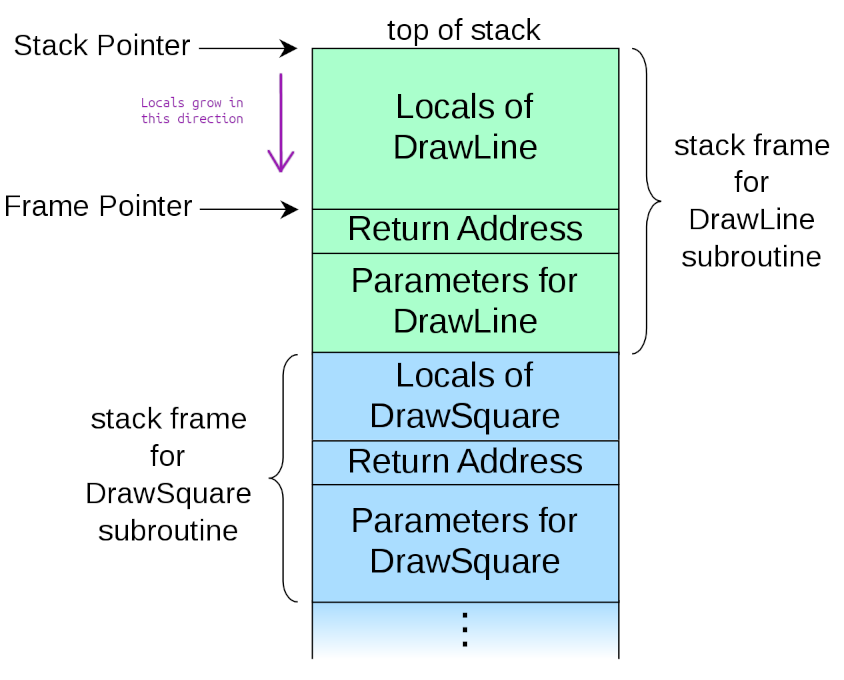 top of stack
Stack Pointer
Locals grow in
this direction
Locals of
DrawLine
Frame Pointer
Return Address
Parameters for
DrawLine
stack frame
for
DrawLine
subroutine
Locals of
DrawSquare
Return Address
Parameters for
DrawSquare
stack frame
for
DrawSquare
subroutine
⋮